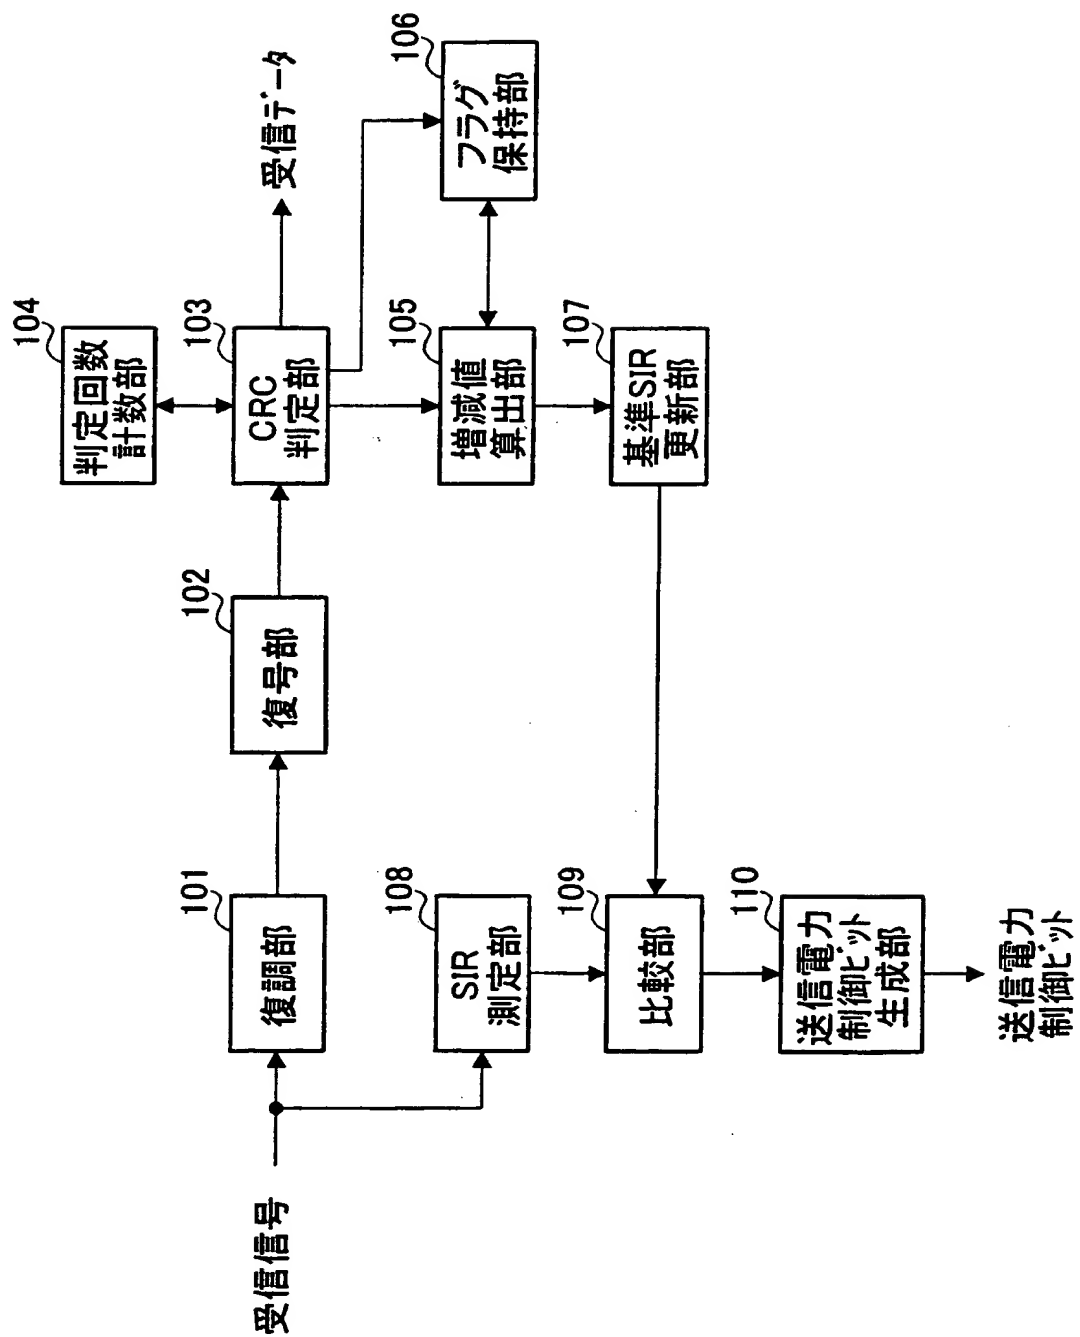 受信信号
101
復調部
102
復号部
103
CRC
判定部
受信データ
104
判定回数
計数部
105
増減値
算出部
106
フラグ
保持部
107
基準SIR
更新部
108
SIR
測定部
109
比較部
110
送信電力
制御ビット
生成部
送信電力
制御ビット